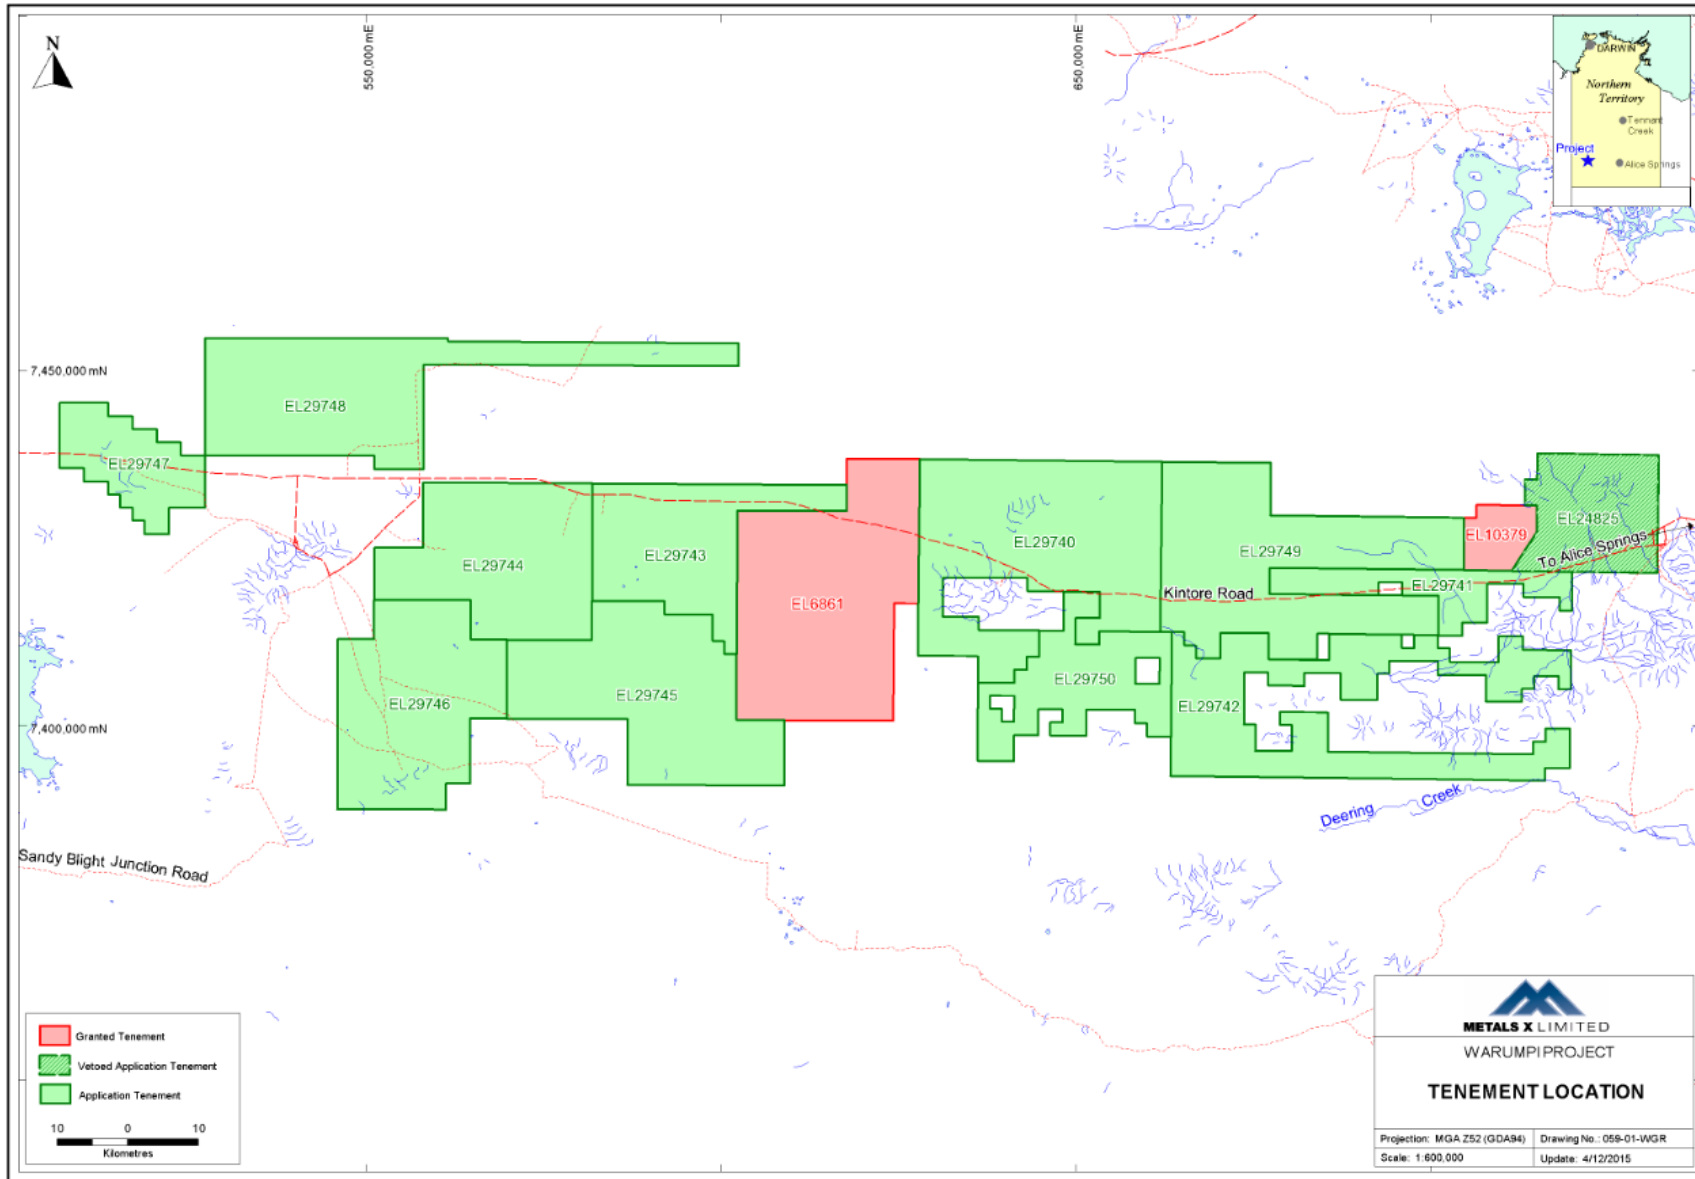 N
550,000 mE
650,000 mE
DARWIN
Northern
Territory
Tennant
Creek
Project
Alice Springs
7,450,000 mN
EL29748
EL29747
EL24825
EL10379
To Alice Springs
EL29740
EL29749
EL29743
EL29744
EL29741
Kintore Road
EL6861
EL29750
EL29745
EL29746
EL29742
7,400,000 mN
Deering Creek
Sandy Blight Junction Road
Granted Tenement
Vetoed Application Tenement
Application Tenement
10 0 10
Kilometres
METALS X LIMITED
WARUMPI PROJECT
TENEMENT LOCATION
Projection: MGA Z52 (GDA94) Drawing No.: 059-01-WGR
Scale: 1:600,000 Update: 4/12/2015